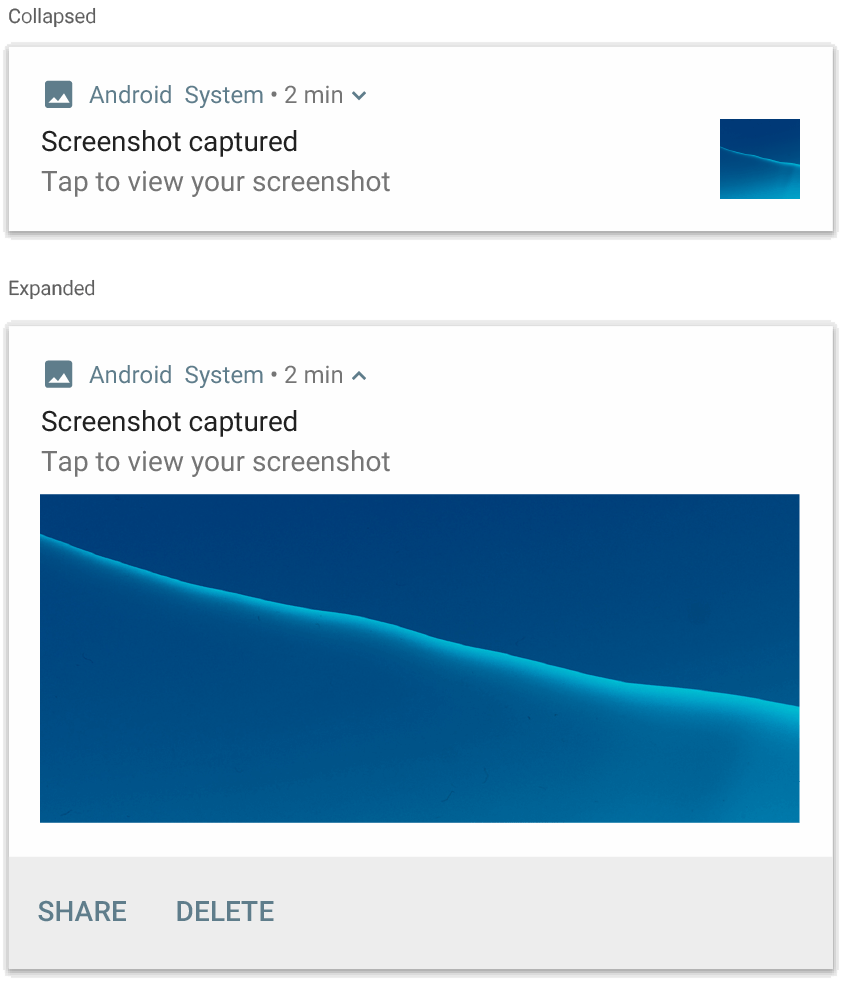 Collapsed
Android System • 2 min
Screenshot captured
Tap to view your screenshot
Expanded
Android System • 2 min
Screenshot captured
Tap to view your screenshot
SHARE DELETE